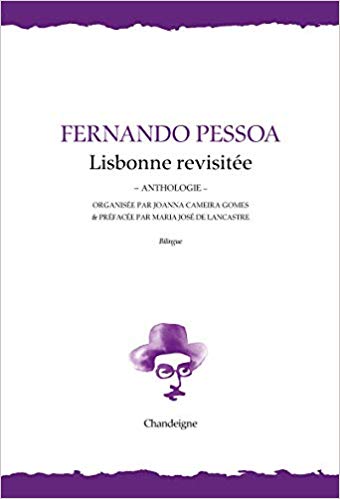 FERNANDO PESSOA
Lisbonne revisitée
– ANTHOLOGIE –
ORGANISÉE PAR JOANNA CAMEIRA GOMES
& PRÉFACÉE PAR MARIA JOSÉ DE LANCASTRE
Bilingue
Chandeigne